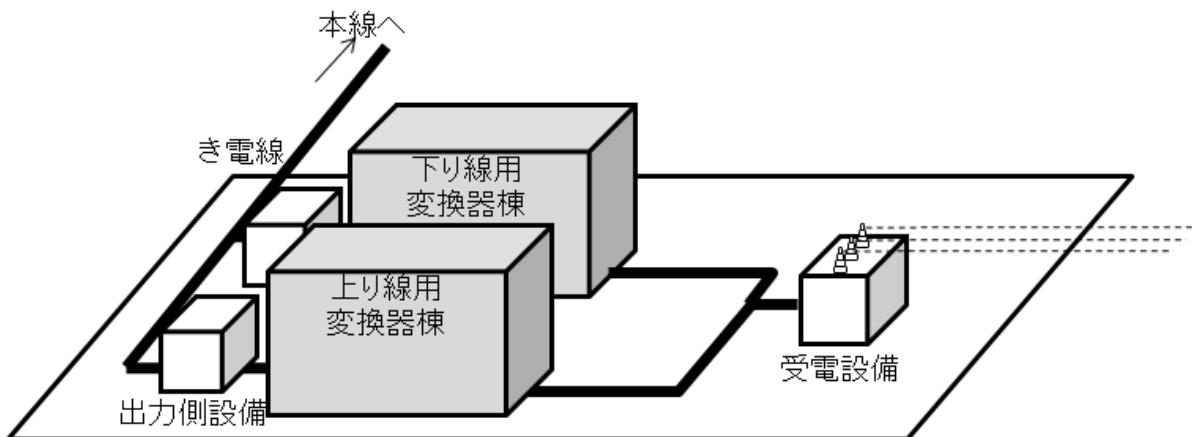 本線へ
き電線
下り線用
変換器棟
上り線用
変換器棟
受電設備
出力側設備